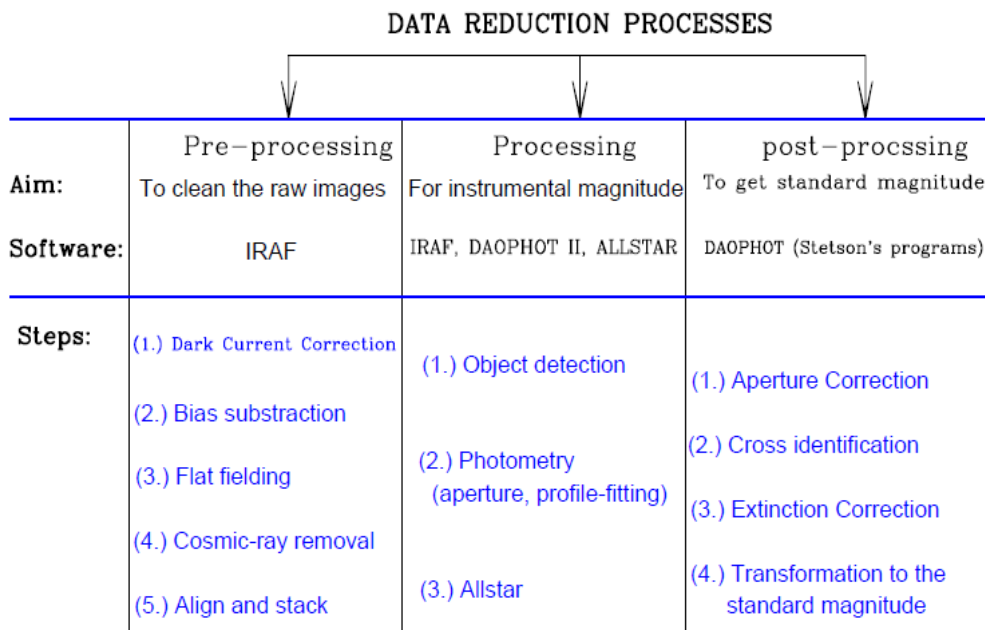 DATA REDUCTION PROCESSES
Pre-processing
Processing
post-procssing
Aim:
To clean the raw images
For instrumental magnitude
To get standard magnitude
Software:
IRAF
IRAF, DAOPHOT II, ALLSTAR
DAOPHOT (Stetson's programs)
Steps:
(1.) Dark Current Correction
(2.) Bias substraction
(3.) Flat fielding
(4.) Cosmic-ray removal
(5.) Align and stack
(1.) Object detection
(2.) Photometry
(aperture, profile-fitting)
(3.) Allstar
(1.) Aperture Correction
(2.) Cross identification
(3.) Extinction Correction
(4.) Transformation to the
standard magnitude